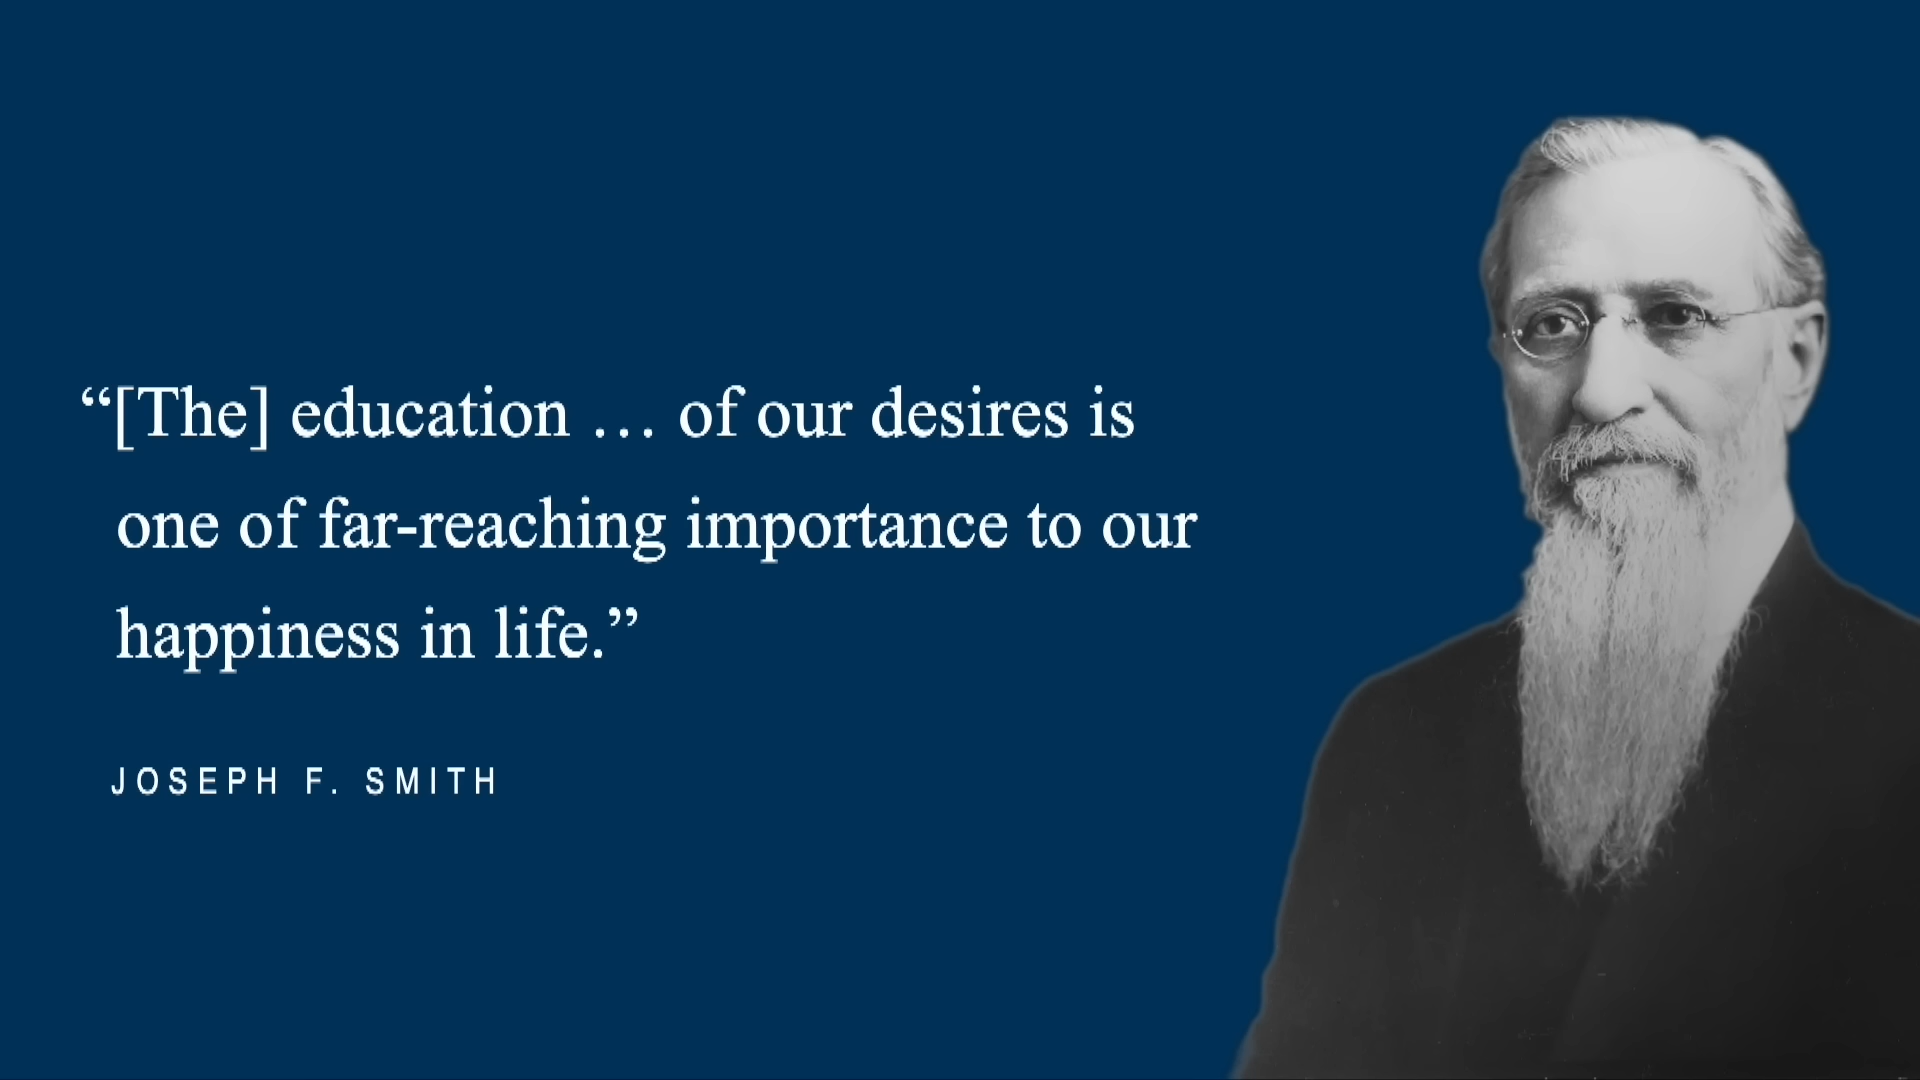 “[The] education … of our desires is
one of far-reaching importance to our
happiness in life.”
JOSEPH F. SMITH